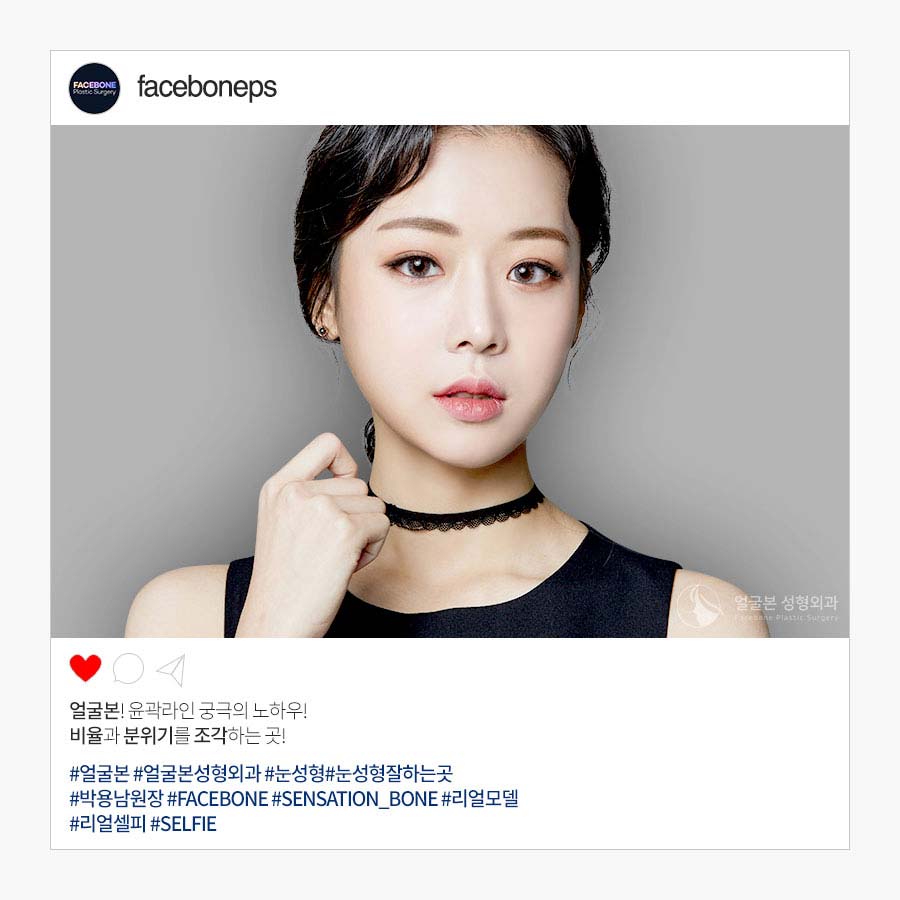 FACEBONE
Plastic Surgery
faceboneps
얼굴본 성형외과
Facebone Plastic Surgery
얼굴본! 윤곽라인 궁극의 노하우!
비율과 분위기를 조각하는 곳!
#얼굴본 #얼굴본성형외과 #눈성형#눈성형잘하는곳
#박용남원장 #FACEBONE #SENSATION_BONE #리얼모델
#리얼셀피 #SELFIE